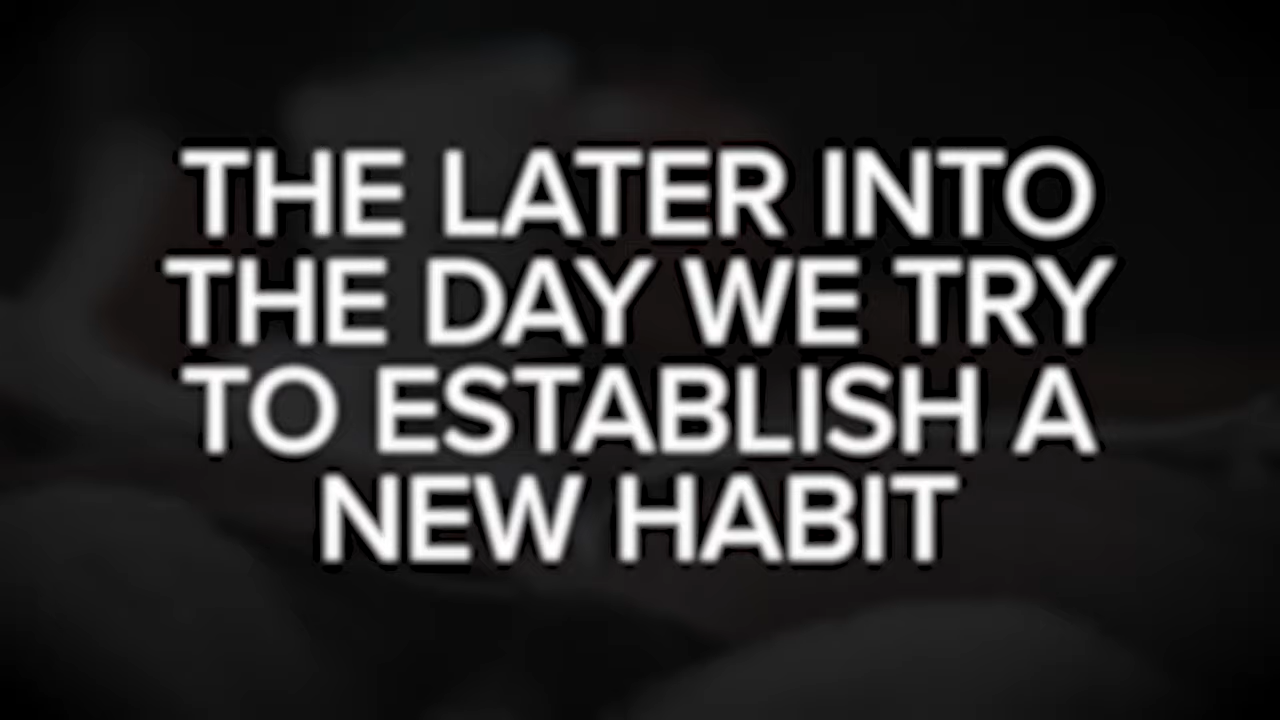 THE LATER INTO
THE DAY WE TRY
TO ESTABLISH A
NEW HABIT